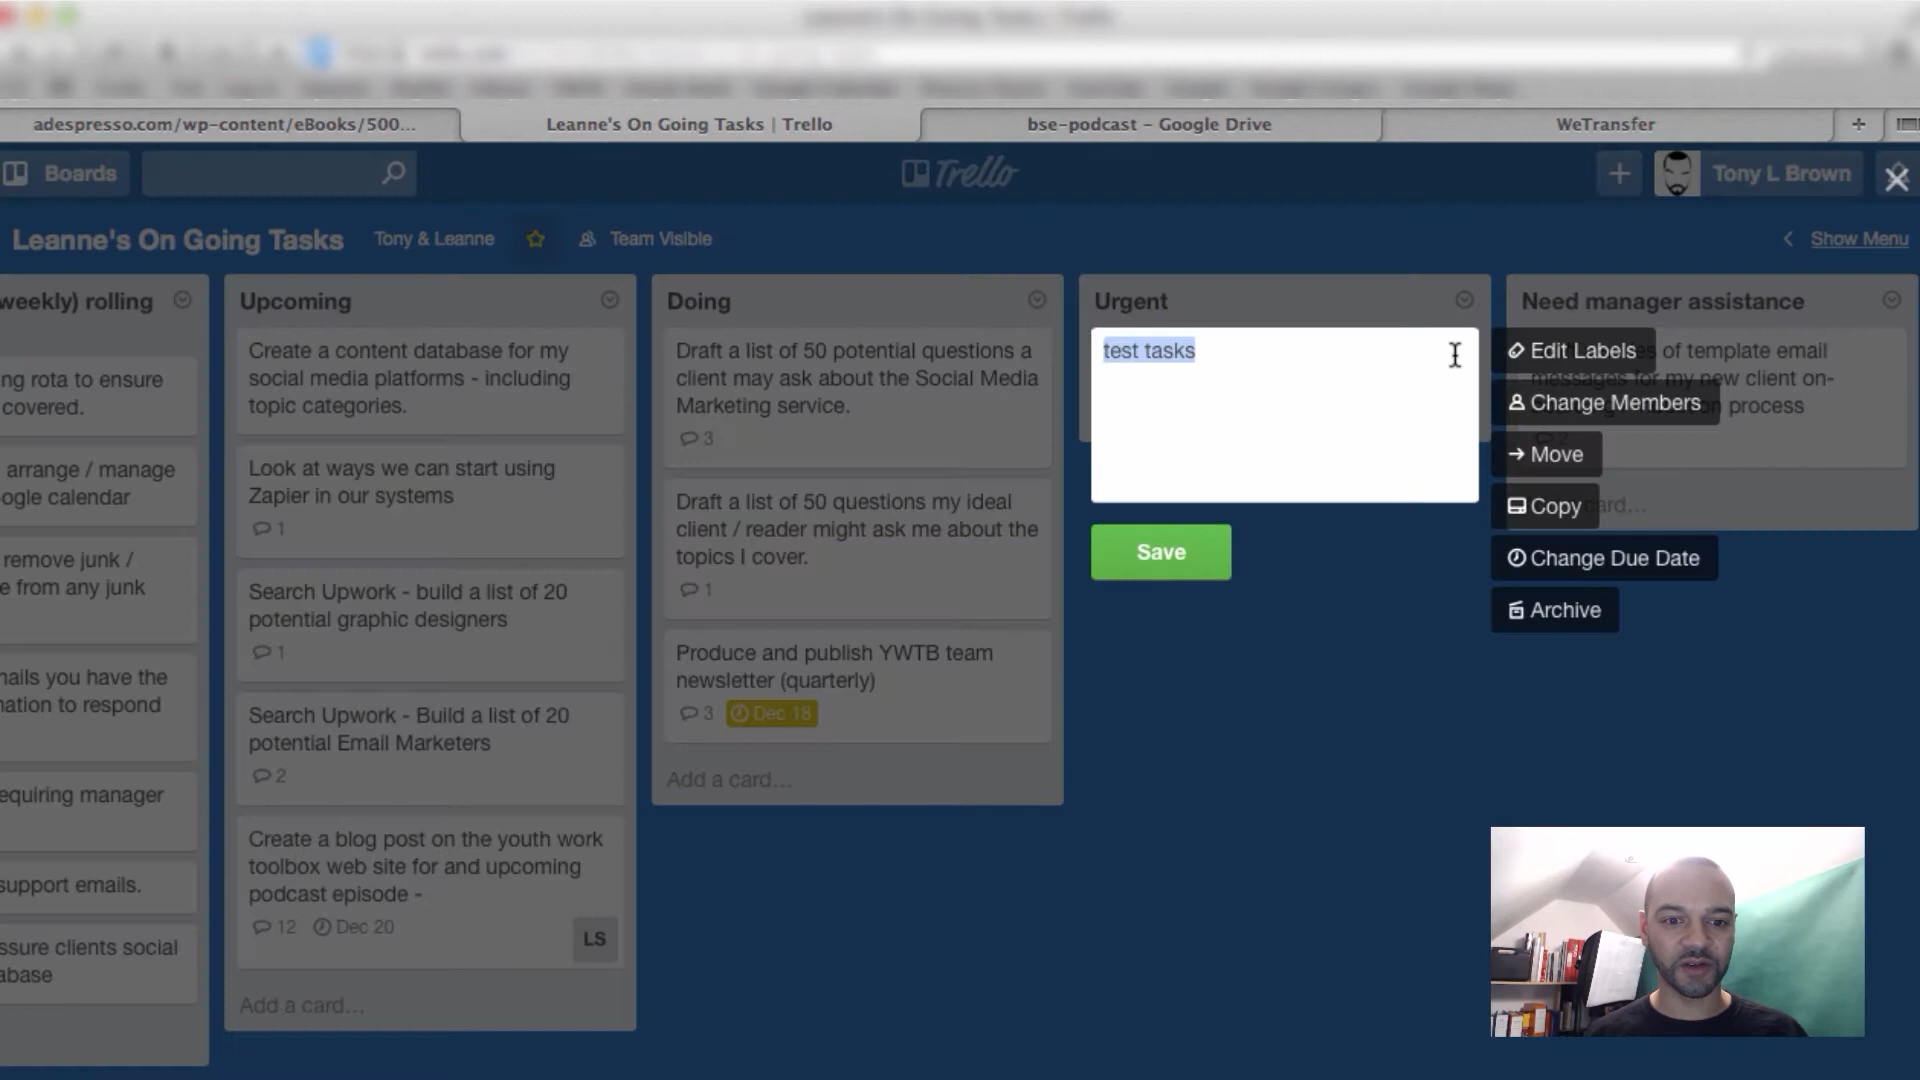 adespresso.com/wp-content/eBooks/500...
Leanne's On Going Tasks | Trello
bse-podcast – Google Drive
WeTransfer
Boards
Trello
Tony L Brown
Leanne's On Going Tasks
Tony & Leanne
Team Visible
Show Menu
weekly) rolling
ng rota to ensure
covered.
arrange / manage
ogle calendar
remove junk /
e from any junk
nails you have the
nation to respond
equiring manager
support emails.
ssure clients social
abase
Upcoming
Create a content database for my
social media platforms - including
topic categories.
Look at ways we can start using
Zapier in our systems
1
Search Upwork - build a list of 20
potential graphic designers
1
Search Upwork - Build a list of 20
potential Email Marketers
2
Create a blog post on the youth work
toolbox web site for and upcoming
podcast episode -
12
Dec 20
LS
Add a card...
Doing
Draft a list of 50 potential questions a
client may ask about the Social Media
Marketing service.
3
Draft a list of 50 questions my ideal
client / reader might ask me about the
topics I cover.
1
Produce and publish YWTB team
newsletter (quarterly)
3
Dec 18
Add a card...
Urgent
test tasks
Save
Need manager assistance
of template email
messages for my new client on-
process
2
card...
Edit Labels
Change Members
Move
Copy
Change Due Date
Archive